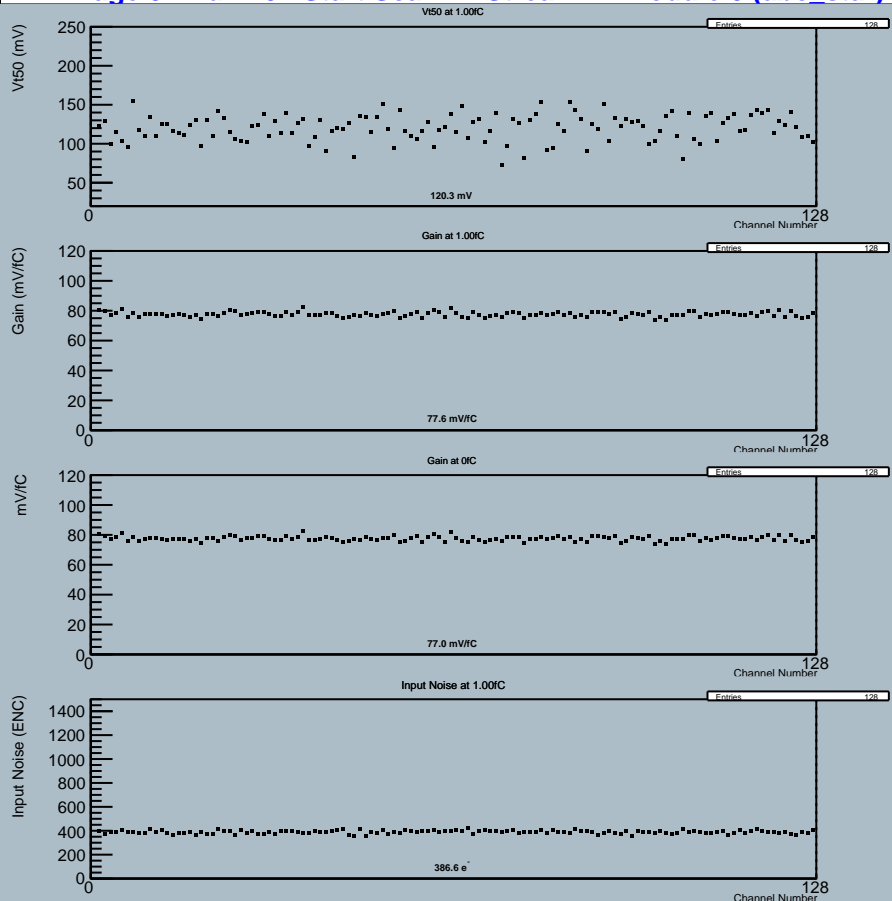 Vt50 at 1.00fC
Entries 128
Vt50 (mV)
250
200
150
100
50
120.3 mV
0 128
Channel Number
Gain at 1.00fC
Entries 128
Gain (mV/fC)
120
100
80
60
40
20
0
77.6 mV/fC
0 128
Channel Number
Gain at 0fC
Entries 128
mV/fC
120
100
80
60
40
20
0
77.0 mV/fC
0 128
Channel Number
Input Noise at 1.00fC
Entries 128
Input Noise (ENC)
1400
1200
1000
800
600
400
200
0
386.6 e-
0 128
Channel Number